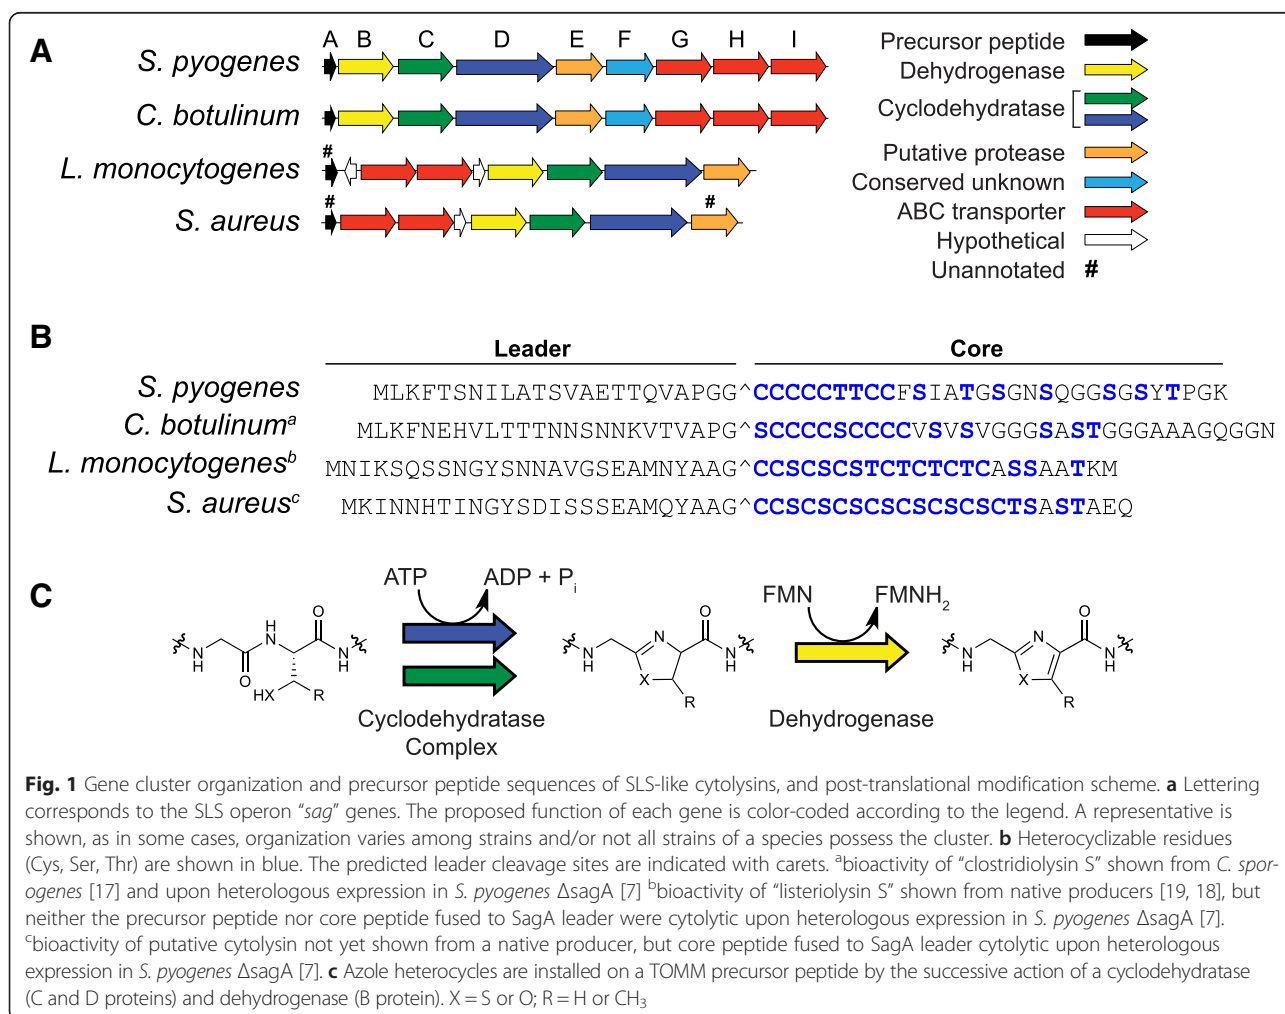 A
A B C D E F G H I
S. pyogenes
C. botulinum
#
L. monocytogenes
# #
S. aureus
Precursor peptide
Dehydrogenase
Cyclodehydratase
Putative protease
Conserved unknown
ABC transporter
Hypothetical
Unannotated #
B
Leader Core
S. pyogenes MLKFTSNILATSVAETTQVAPGG^CCCCCTTCCFSIATGSGNSQGGSGSYTPGK
C. botulinumᵃ MLKFNEHVLTTTNNSNNKVTVAPG^SCCCCSCCCCVSVSVGGGSASTGGGAAAGQGGN
L. monocytogenesᵇ MNIKSQSSNGYSNNAVGSEAMNYAAG^CCSCSCSTCTCTCTCASSAATKM
S. aureusᶜ MKINNHTINGYSDISSSEAMQYAAG^CCSCSCSCSCSCSCSCTSASTAEQ
C
ATP ADP + Pi FMN FMNH2
N H O H N HX R O N H
N H N X R O N H
N H N X R O N H
Cyclodehydratase
Complex
Dehydrogenase
Fig. 1 Gene cluster organization and precursor peptide sequences of SLS-like cytolysins, and post-translational modification scheme. a Lettering
corresponds to the SLS operon “sag” genes. The proposed function of each gene is color-coded according to the legend. A representative is
shown, as in some cases, organization varies among strains and/or not all strains of a species possess the cluster. b Heterocyclizable residues
(Cys, Ser, Thr) are shown in blue. The predicted leader cleavage sites are indicated with carets. ᵃbioactivity of “clostridiolysin S” shown from C. spor-
ogenes [17] and upon heterologous expression in S. pyogenes ΔsagA [7] ᵇbioactivity of “listeriolysin S” shown from native producers [19, 18], but
neither the precursor peptide nor core peptide fused to SagA leader were cytolytic upon heterologous expression in S. pyogenes ΔsagA [7].
ᶜbioactivity of putative cytolysin not yet shown from a native producer, but core peptide fused to SagA leader cytolytic upon heterologous
expression in S. pyogenes ΔsagA [7]. c Azole heterocycles are installed on a TOMM precursor peptide by the successive action of a cyclodehydratase
(C and D proteins) and dehydrogenase (B protein). X = S or O; R = H or CH3